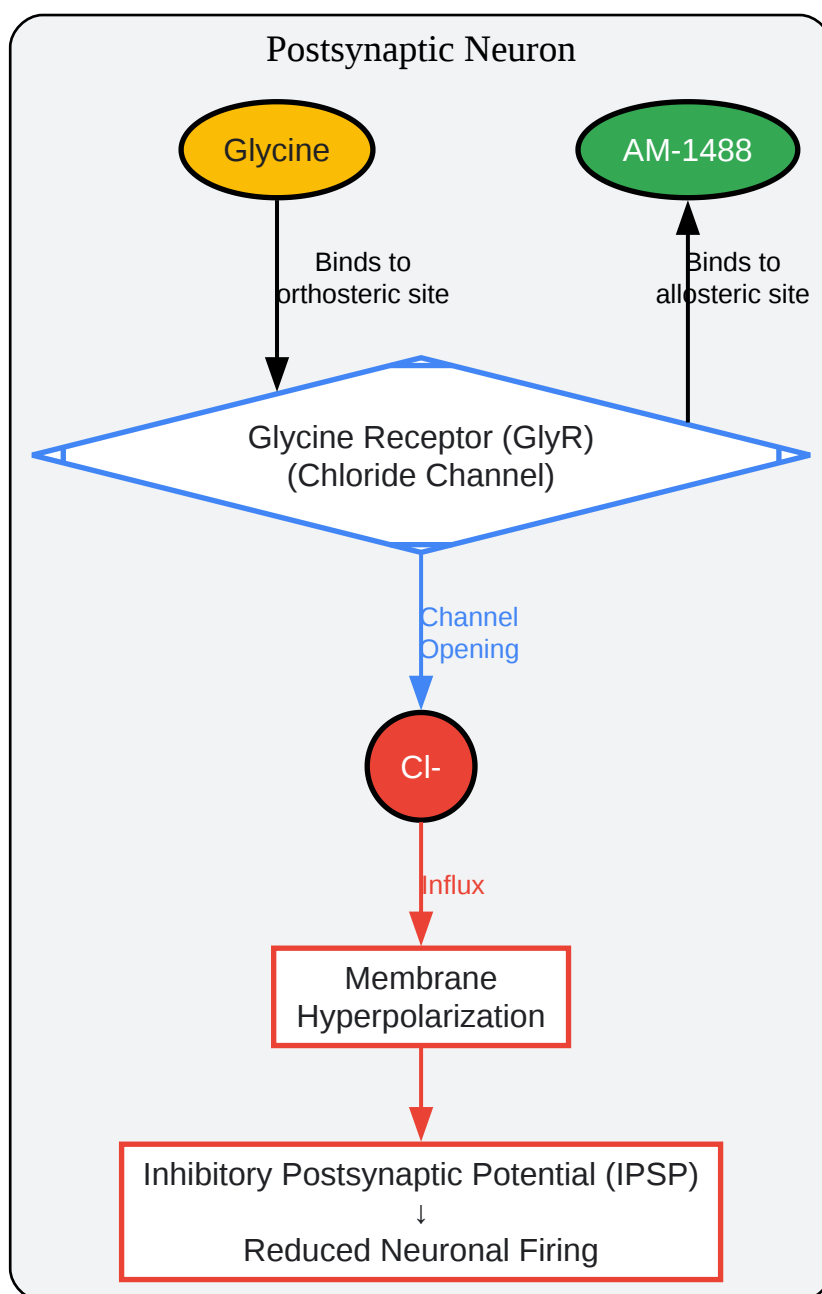 Postsynaptic Neuron
Glycine
AM-1488
Binds to
orthosteric site
Binds to
allosteric site
Glycine Receptor (GlyR)
(Chloride Channel)
Channel
Opening
Cl-
Influx
Membrane
Hyperpolarization
Inhibitory Postsynaptic Potential (IPSP)
↓
Reduced Neuronal Firing